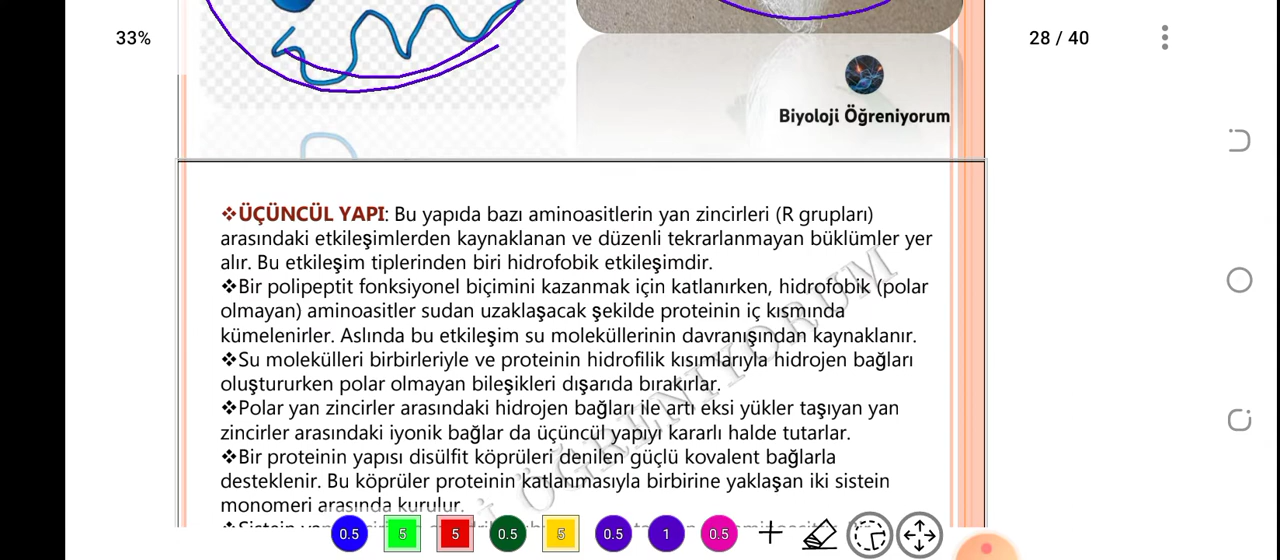 33%
28 / 40
Biyoloji Öğreniyorum
❖ÜÇÜNCÜL YAPI: Bu yapıda bazı aminoasitlerin yan zincirleri (R grupları)
arasındaki etkileşimlerden kaynaklanan ve düzenli tekrarlanmayan büklümler yer
alır. Bu etkileşim tiplerinden biri hidrofobik etkileşimdir.
❖Bir polipeptit fonksiyonel biçimini kazanmak için katlanırken, hidrofobik (polar
olmayan) aminoasitler sudan uzaklaşacak şekilde proteinin iç kısmında
kümelenirler. Aslında bu etkileşim su moleküllerinin davranışından kaynaklanır.
❖Su molekülleri birbirleriyle ve proteinin hidrofilik kısımlarıyla hidrojen bağları
oluştururken polar olmayan bileşikleri dışarıda bırakırlar.
❖Polar yan zincirler arasındaki hidrojen bağları ile artı eksi yükler taşıyan yan
zincirler arasındaki iyonik bağlar da üçüncül yapıyı kararlı halde tutarlar.
❖Bir proteinin yapısı disülfit köprüleri denilen güçlü kovalent bağlarla
desteklenir. Bu köprüler proteinin katlanmasıyla birbirine yaklaşan iki sistein
monomeri arasında kurulur.
ÖĞRENİYORUM
0.5 5 5 0.5 5 0.5 1 0.5